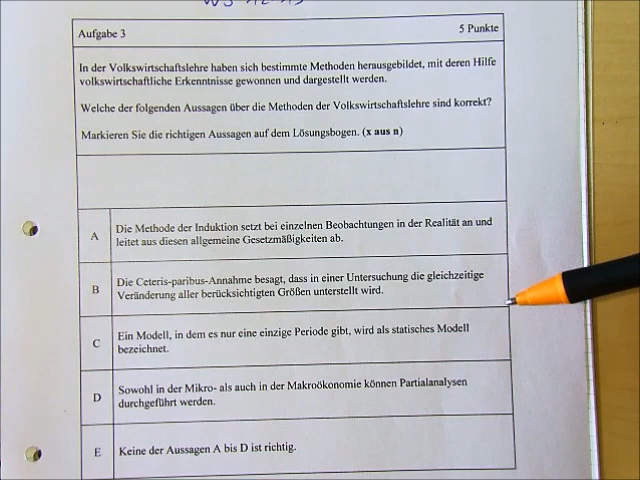 Aufgabe 3 5 Punkte
In der Volkswirtschaftslehre haben sich bestimmte Methoden herausgebildet, mit deren Hilfe
volkswirtschaftliche Erkenntnisse gewonnen und dargestellt werden.
Welche der folgenden Aussagen über die Methoden der Volkswirtschaftslehre sind korrekt?
Markieren Sie die richtigen Aussagen auf dem Lösungsbogen. (x aus n)
A Die Methode der Induktion setzt bei einzelnen Beobachtungen in der Realität an und
leitet aus diesen allgemeine Gesetzmäßigkeiten ab.
B Die Ceteris-paribus-Annahme besagt, dass in einer Untersuchung die gleichzeitige
Veränderung aller berücksichtigten Größen unterstellt wird.
C Ein Modell, in dem es nur eine einzige Periode gibt, wird als statisches Modell
bezeichnet.
D Sowohl in der Mikro- als auch in der Makroökonomie können Partialanalysen
durchgeführt werden.
E Keine der Aussagen A bis D ist richtig.